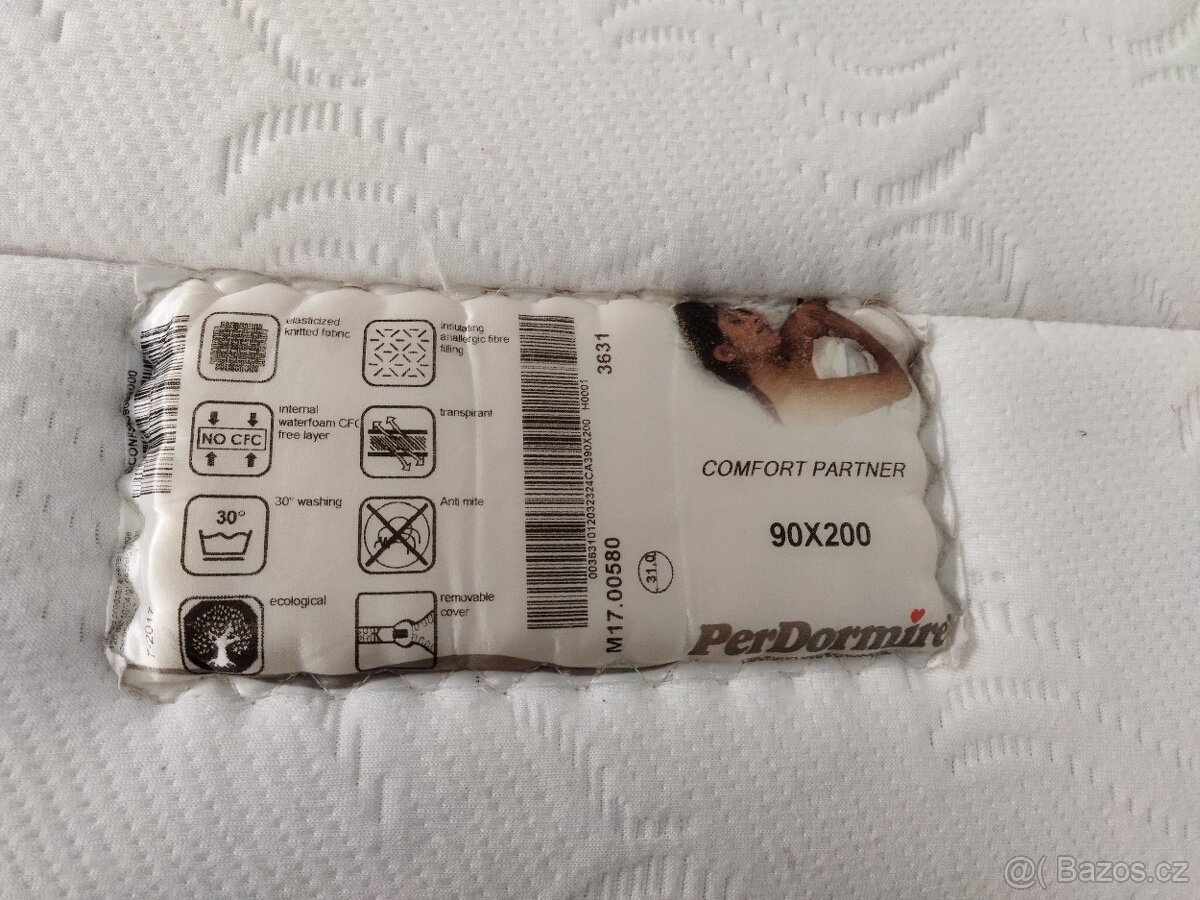 elasticized
knitted fabric
insulating
anallergic fibre
filling
internal
waterfoam CFC
free layer
NO CFC
transpirant
30° washing
30°
Anti mite
ecological
removable
cover
3631
H0001
M17.00580
31.0
COMFORT PARTNER
90X200
PerDormire
@( Bazos.cz